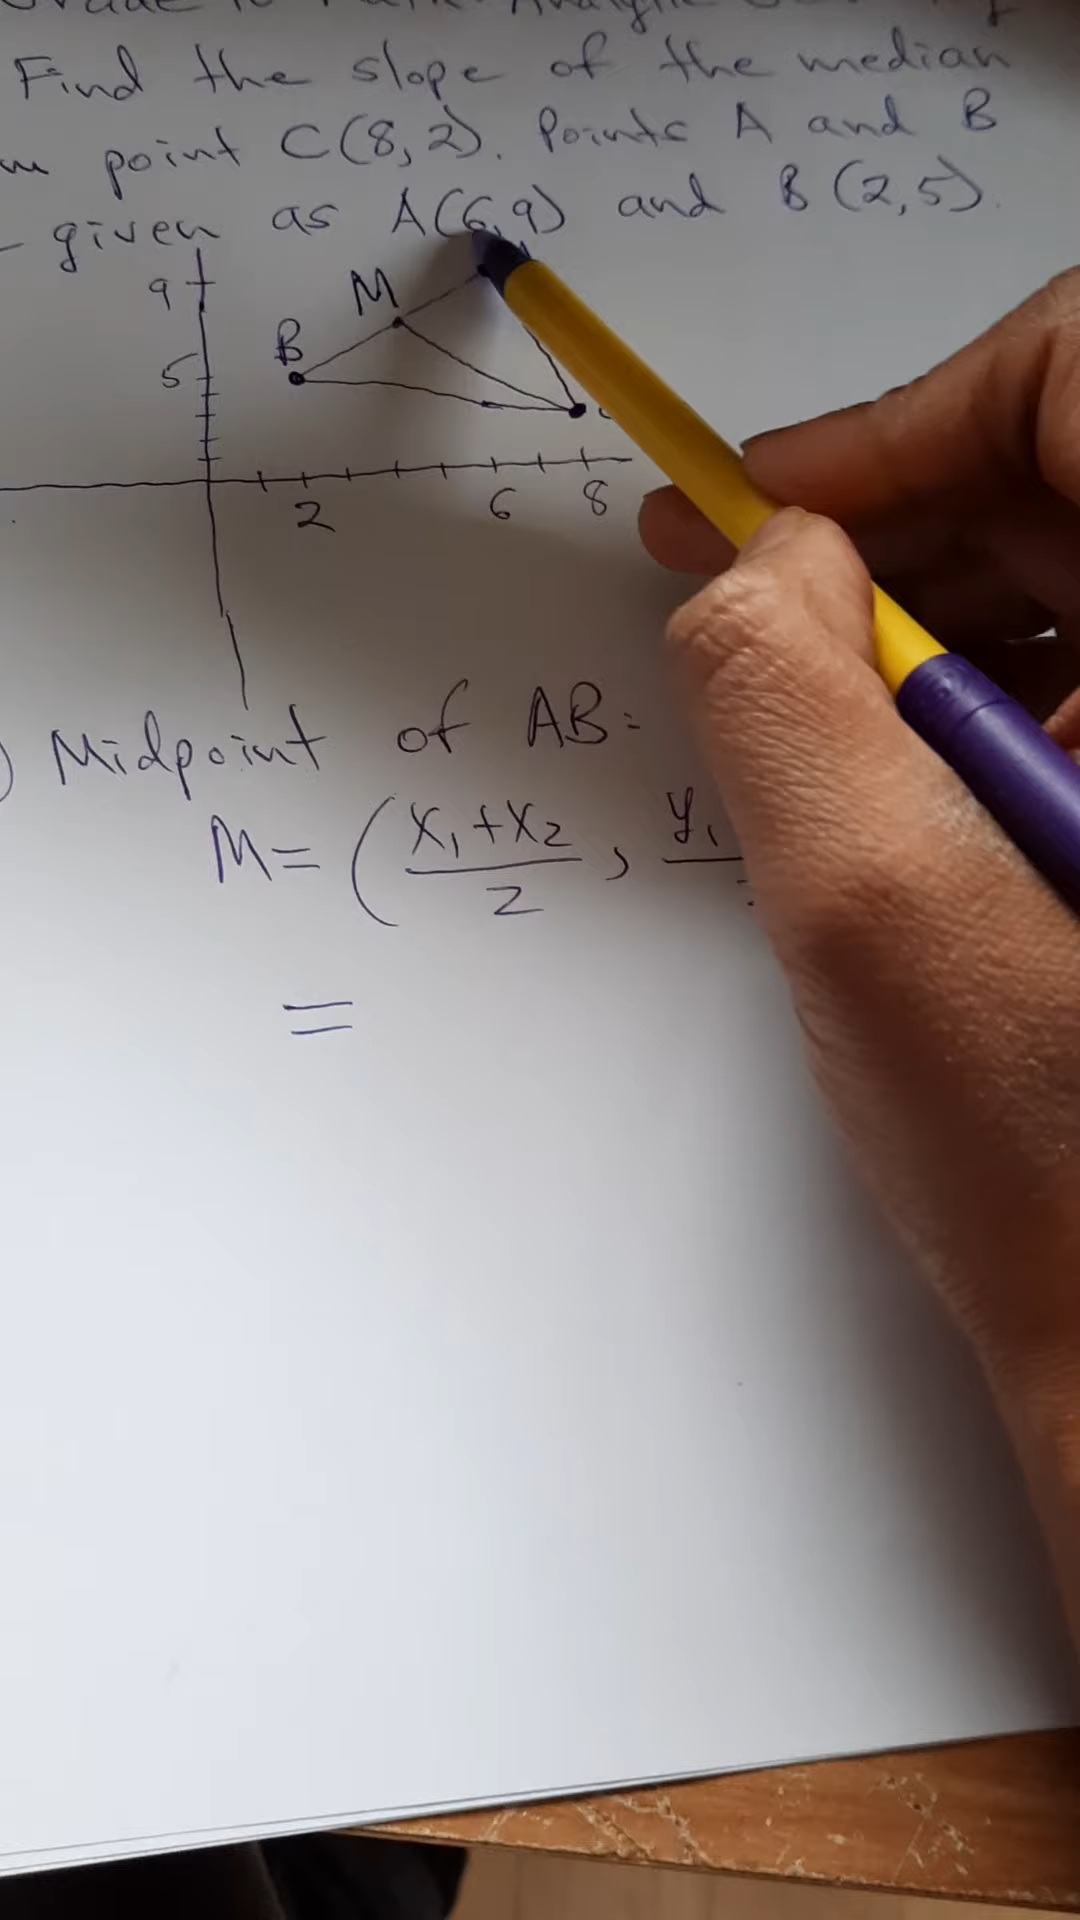 Find the slope of the median
point C(8,2). Points A and B
given as A(6,9) and B(2,5).
9
M
B
5
2 6 8
Midpoint of AB:
M= (x₁+x₂/2, y₁
=